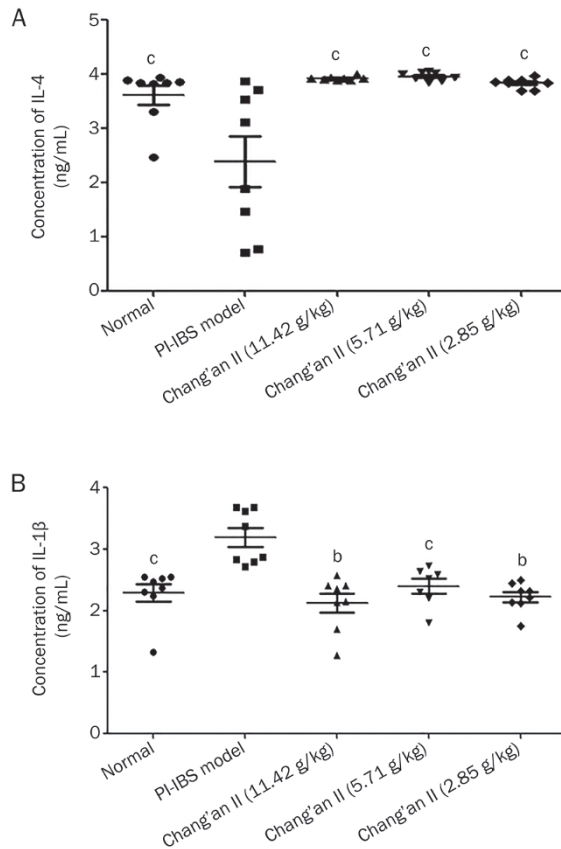 A
Concentration of IL-4
(ng/mL)
5
4
3
2
1
0
c
c
c
c
Normal
PI-IBS model
Chang'an II (11.42 g/kg)
Chang'an II (5.71 g/kg)
Chang'an II (2.85 g/kg)
B
Concentration of IL-1β
(ng/mL)
4
3
2
1
0
c
b
c
b
Normal
PI-IBS model
Chang'an II (11.42 g/kg)
Chang'an II (5.71 g/kg)
Chang'an II (2.85 g/kg)